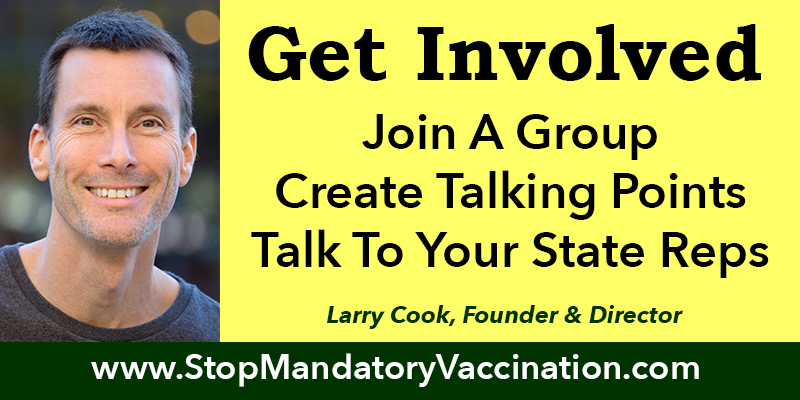 Get Involved
Join A Group
Create Talking Points
Talk To Your State Reps
Larry Cook, Founder & Director
www.StopMandatoryVaccination.com